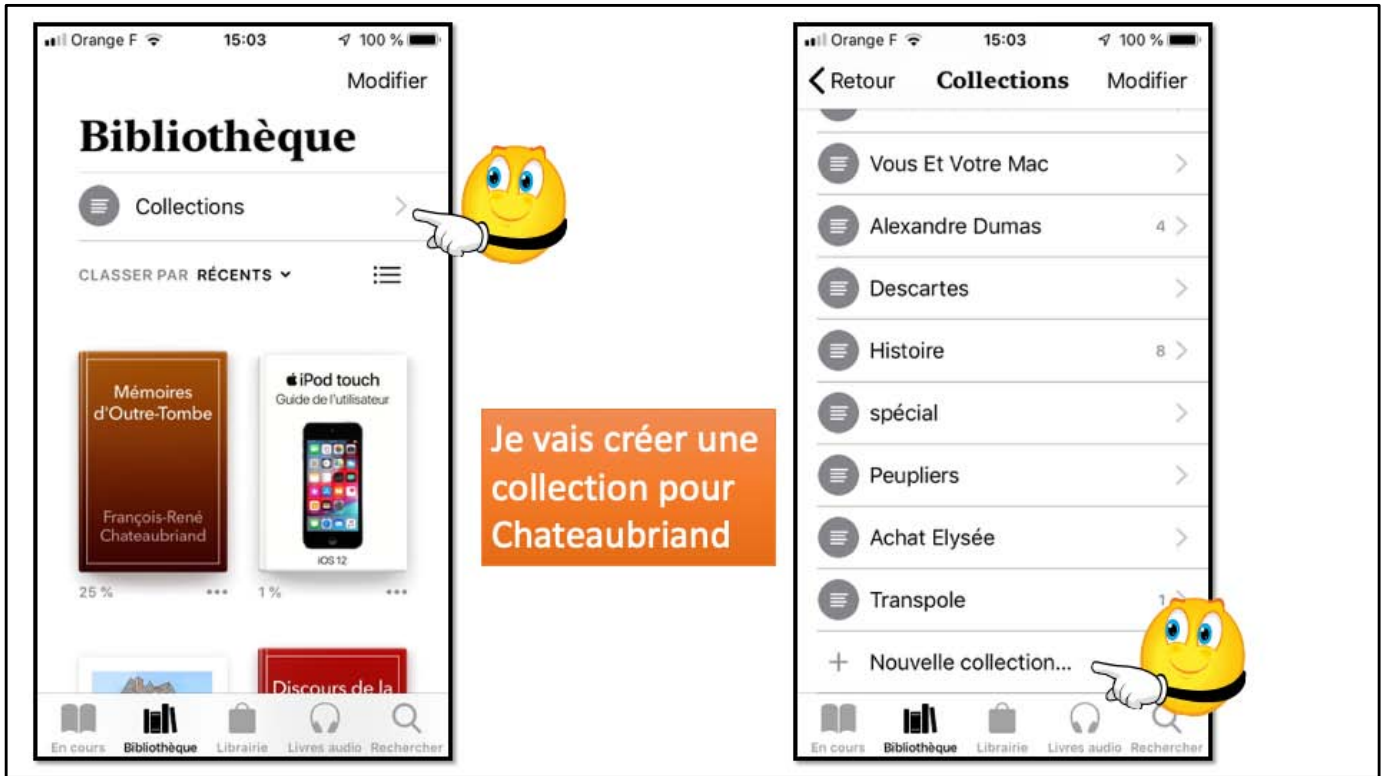 Orange F 15:03 100 %
Modifier
Bibliothèque
Collections
CLASSER PAR RÉCENTS
Mémoires
d'Outre-Tombe
François-René
Chateaubriand
25 %
iPod touch
Guide de l'utilisateur
iOS 12
1 %
Discours de la
En cours Bibliothèque Librairie Livres audio Rechercher
Je vais créer une
collection pour
Chateaubriand
Orange F 15:03 100 %
Retour Collections Modifier
Vous Et Votre Mac
Alexandre Dumas 4
Descartes
Histoire 8
spécial
Peupliers
Achat Elysée
Transpole 1
+ Nouvelle collection...
En cours Bibliothèque Librairie Livres audio Rechercher